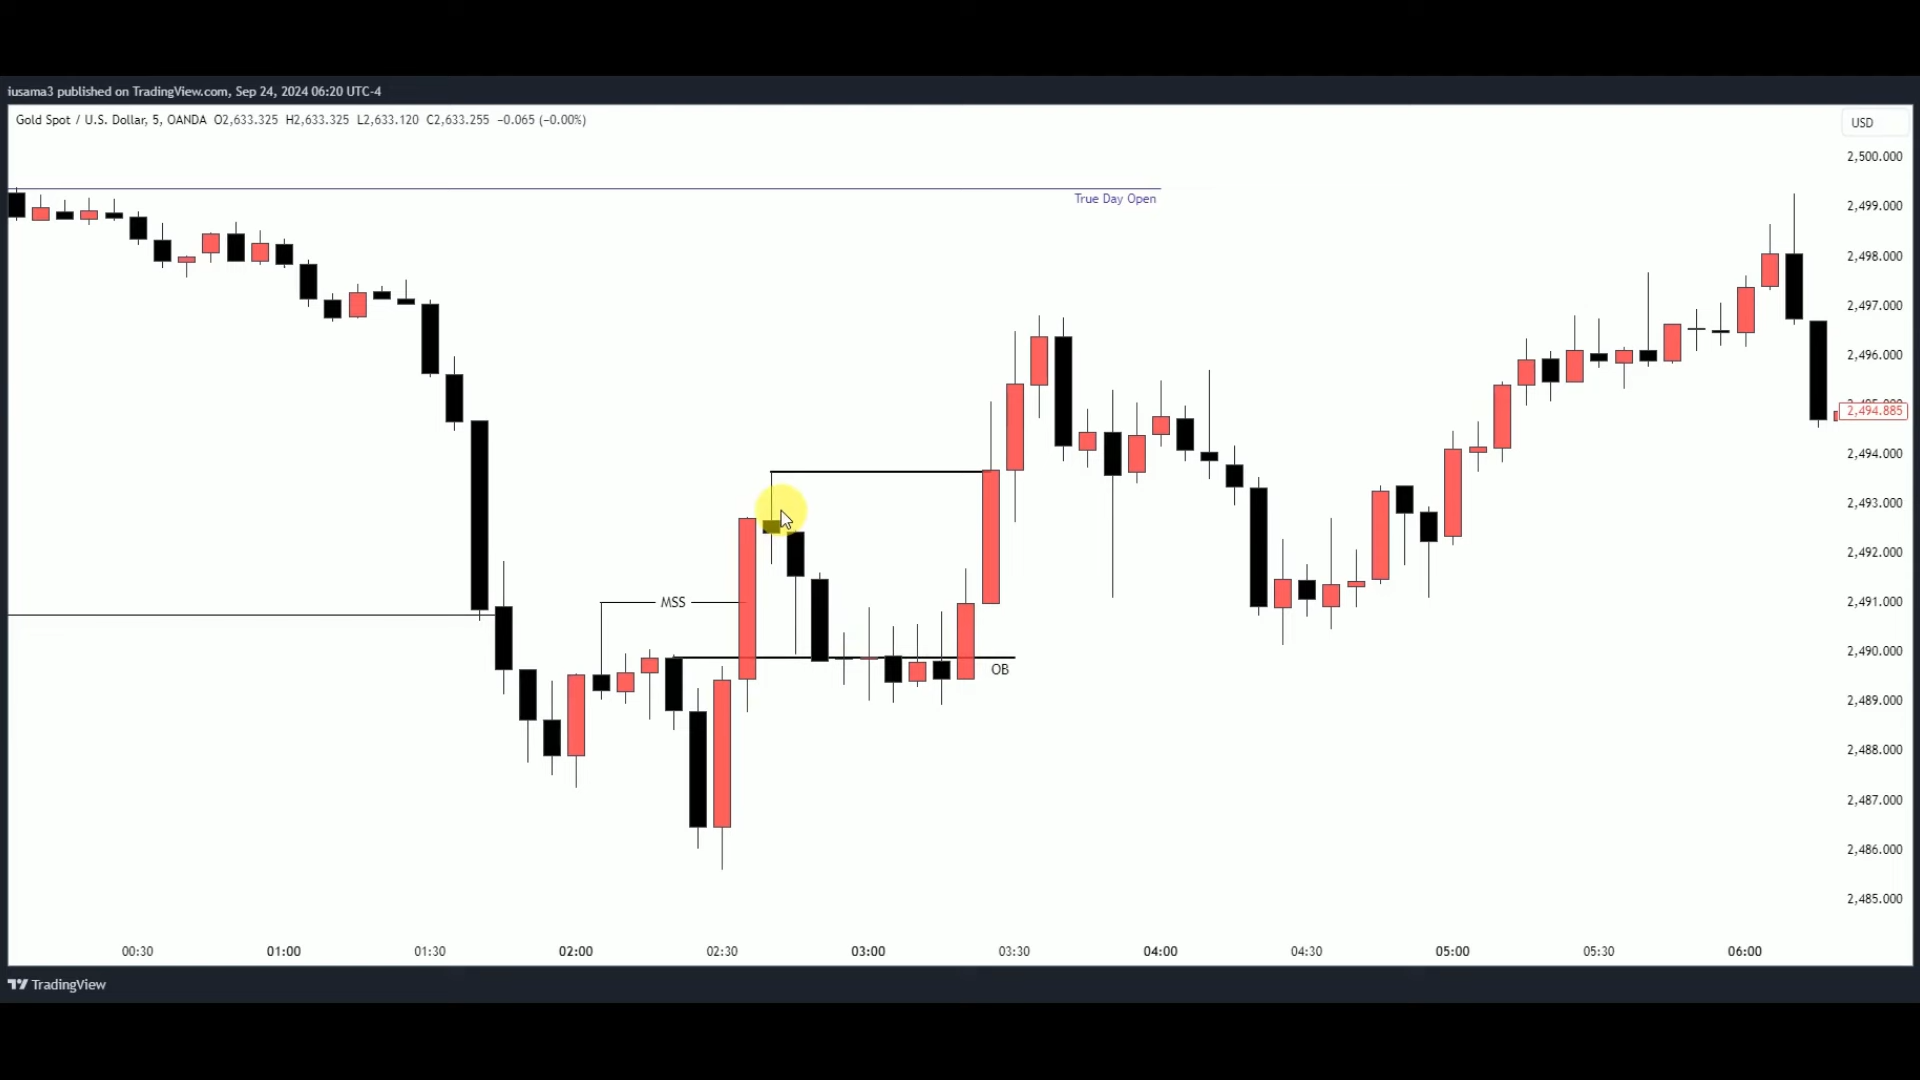 iusama3 published on TradingView.com, Sep 24, 2024 06:20 UTC-4
Gold Spot / U.S. Dollar, 5, OANDA O2,633.325 H2,633.325 L2,633.120 C2,633.255 −0.065 (−0.00%)
USD
2,500.000
True Day Open
2,499.000
2,498.000
2,497.000
2,496.000
2,494.885
2,494.000
2,493.000
2,492.000
MSS
2,491.000
2,490.000
OB
2,489.000
2,488.000
2,487.000
2,486.000
2,485.000
00:30 01:00 01:30 02:00 02:30 03:00 03:30 04:00 04:30 05:00 05:30 06:00
TradingView